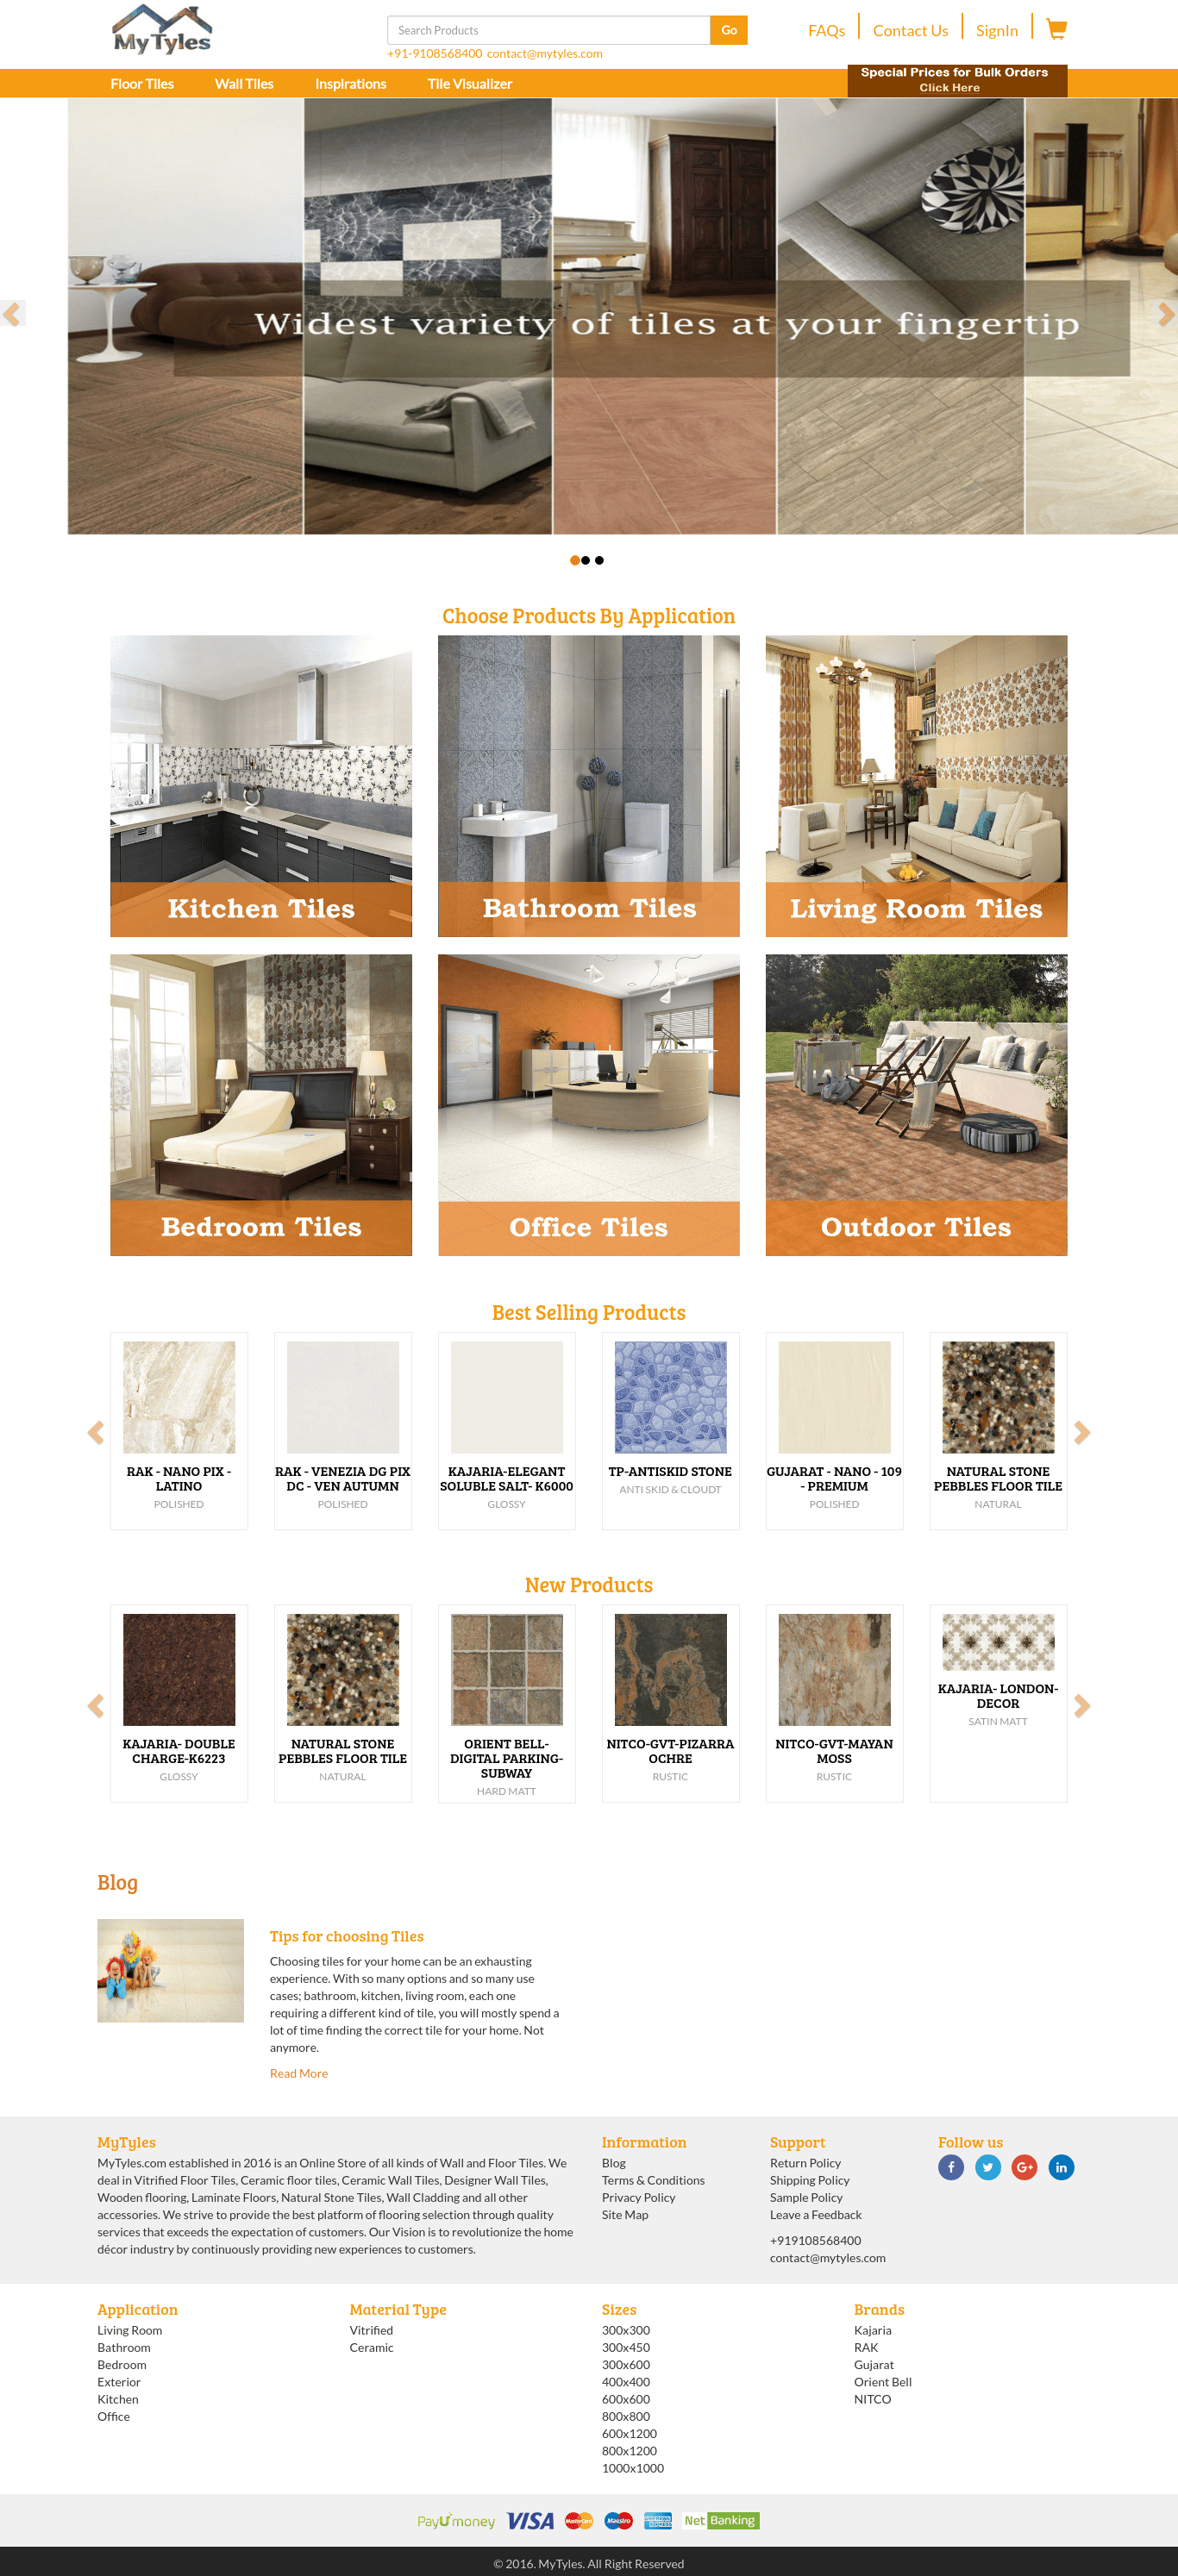 MyTyles
Search Products
Go
+91-9108568400 contact@mytyles.com
FAQs
Contact Us
SignIn
Floor Tiles
Wall Tiles
Inspirations
Tile Visualizer
Special Prices for Bulk Orders
Click Here
Widest variety of tiles at your fingertip
Choose Products By Application
Kitchen Tiles
Bathroom Tiles
Living Room Tiles
Bedroom Tiles
Office Tiles
Outdoor Tiles
Best Selling Products
RAK - NANO PIX -
LATINO
POLISHED
RAK - VENEZIA DG PIX
DC - VEN AUTUMN
POLISHED
KAJARIA-ELEGANT
SOLUBLE SALT- K6000
GLOSSY
TP-ANTISKID STONE
ANTI SKID & CLOUDT
GUJARAT - NANO - 109
- PREMIUM
POLISHED
NATURAL STONE
PEBBLES FLOOR TILE
NATURAL
New Products
KAJARIA- DOUBLE
CHARGE-K6223
GLOSSY
NATURAL STONE
PEBBLES FLOOR TILE
NATURAL
ORIENT BELL-
DIGITAL PARKING-
SUBWAY
HARD MATT
NITCO-GVT-PIZARRA
OCHRE
RUSTIC
NITCO-GVT-MAYAN
MOSS
RUSTIC
KAJARIA- LONDON-
DECOR
SATIN MATT
Blog
Tips for choosing Tiles
Choosing tiles for your home can be an exhausting
experience. With so many options and so many use
cases; bathroom, kitchen, living room, each one
requiring a different kind of tile, you will mostly spend a
lot of time finding the correct tile for your home. Not
anymore.
Read More
MyTyles
MyTyles.com established in 2016 is an Online Store of all kinds of Wall and Floor Tiles. We
deal in Vitrified Floor Tiles, Ceramic floor tiles, Ceramic Wall Tiles, Designer Wall Tiles,
Wooden flooring, Laminate Floors, Natural Stone Tiles, Wall Cladding and all other
accessories. We strive to provide the best platform of flooring selection through quality
services that exceeds the expectation of customers. Our Vision is to revolutionize the home
décor industry by continuously providing new experiences to customers.
Information
Blog
Terms & Conditions
Privacy Policy
Site Map
Support
Return Policy
Shipping Policy
Sample Policy
Leave a Feedback
+919108568400
contact@mytyles.com
Follow us
Application
Living Room
Bathroom
Bedroom
Exterior
Kitchen
Office
Material Type
Vitrified
Ceramic
Sizes
300x300
300x450
300x600
400x400
600x600
800x800
600x1200
800x1200
1000x1000
Brands
Kajaria
RAK
Gujarat
Orient Bell
NITCO
PayUmoney VISA MasterCard Maestro AMERICAN EXPRESS Net Banking
© 2016. MyTyles. All Right Reserved